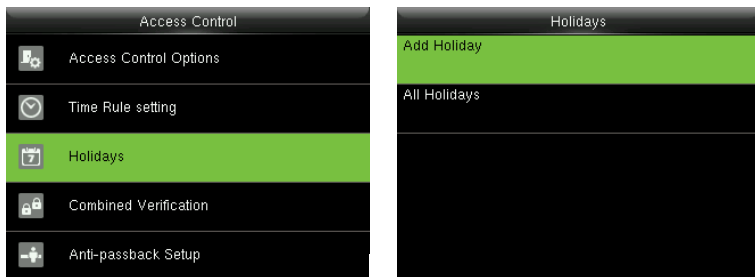 Access Control
Access Control Options
Time Rule setting
7
Holidays
Combined Verification
Anti-passback Setup
Holidays
Add Holiday
All Holidays